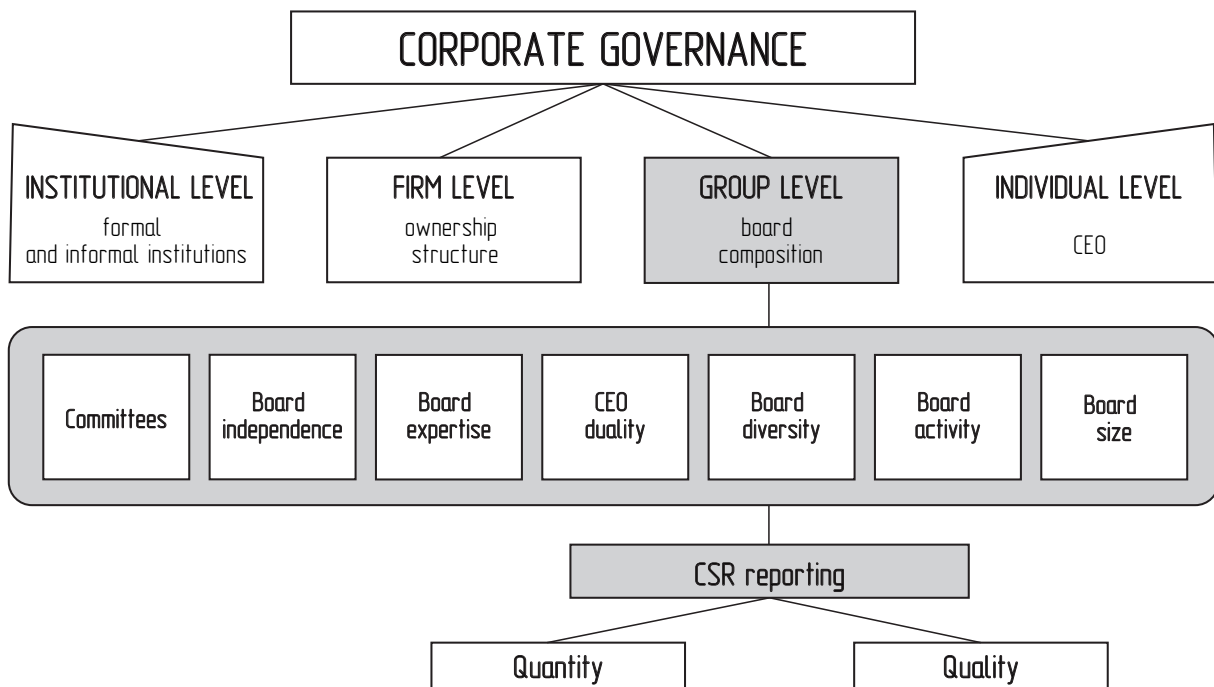 CORPORATE GOVERNANCE
INSTITUTIONAL LEVEL
formal
and informal institutions
FIRM LEVEL
ownership
structure
GROUP LEVEL
board
composition
INDIVIDUAL LEVEL
CEO
Committees
Board
independence
Board
expertise
CEO
duality
Board
diversity
Board
activity
Board
size
CSR reporting
Quantity
Quality